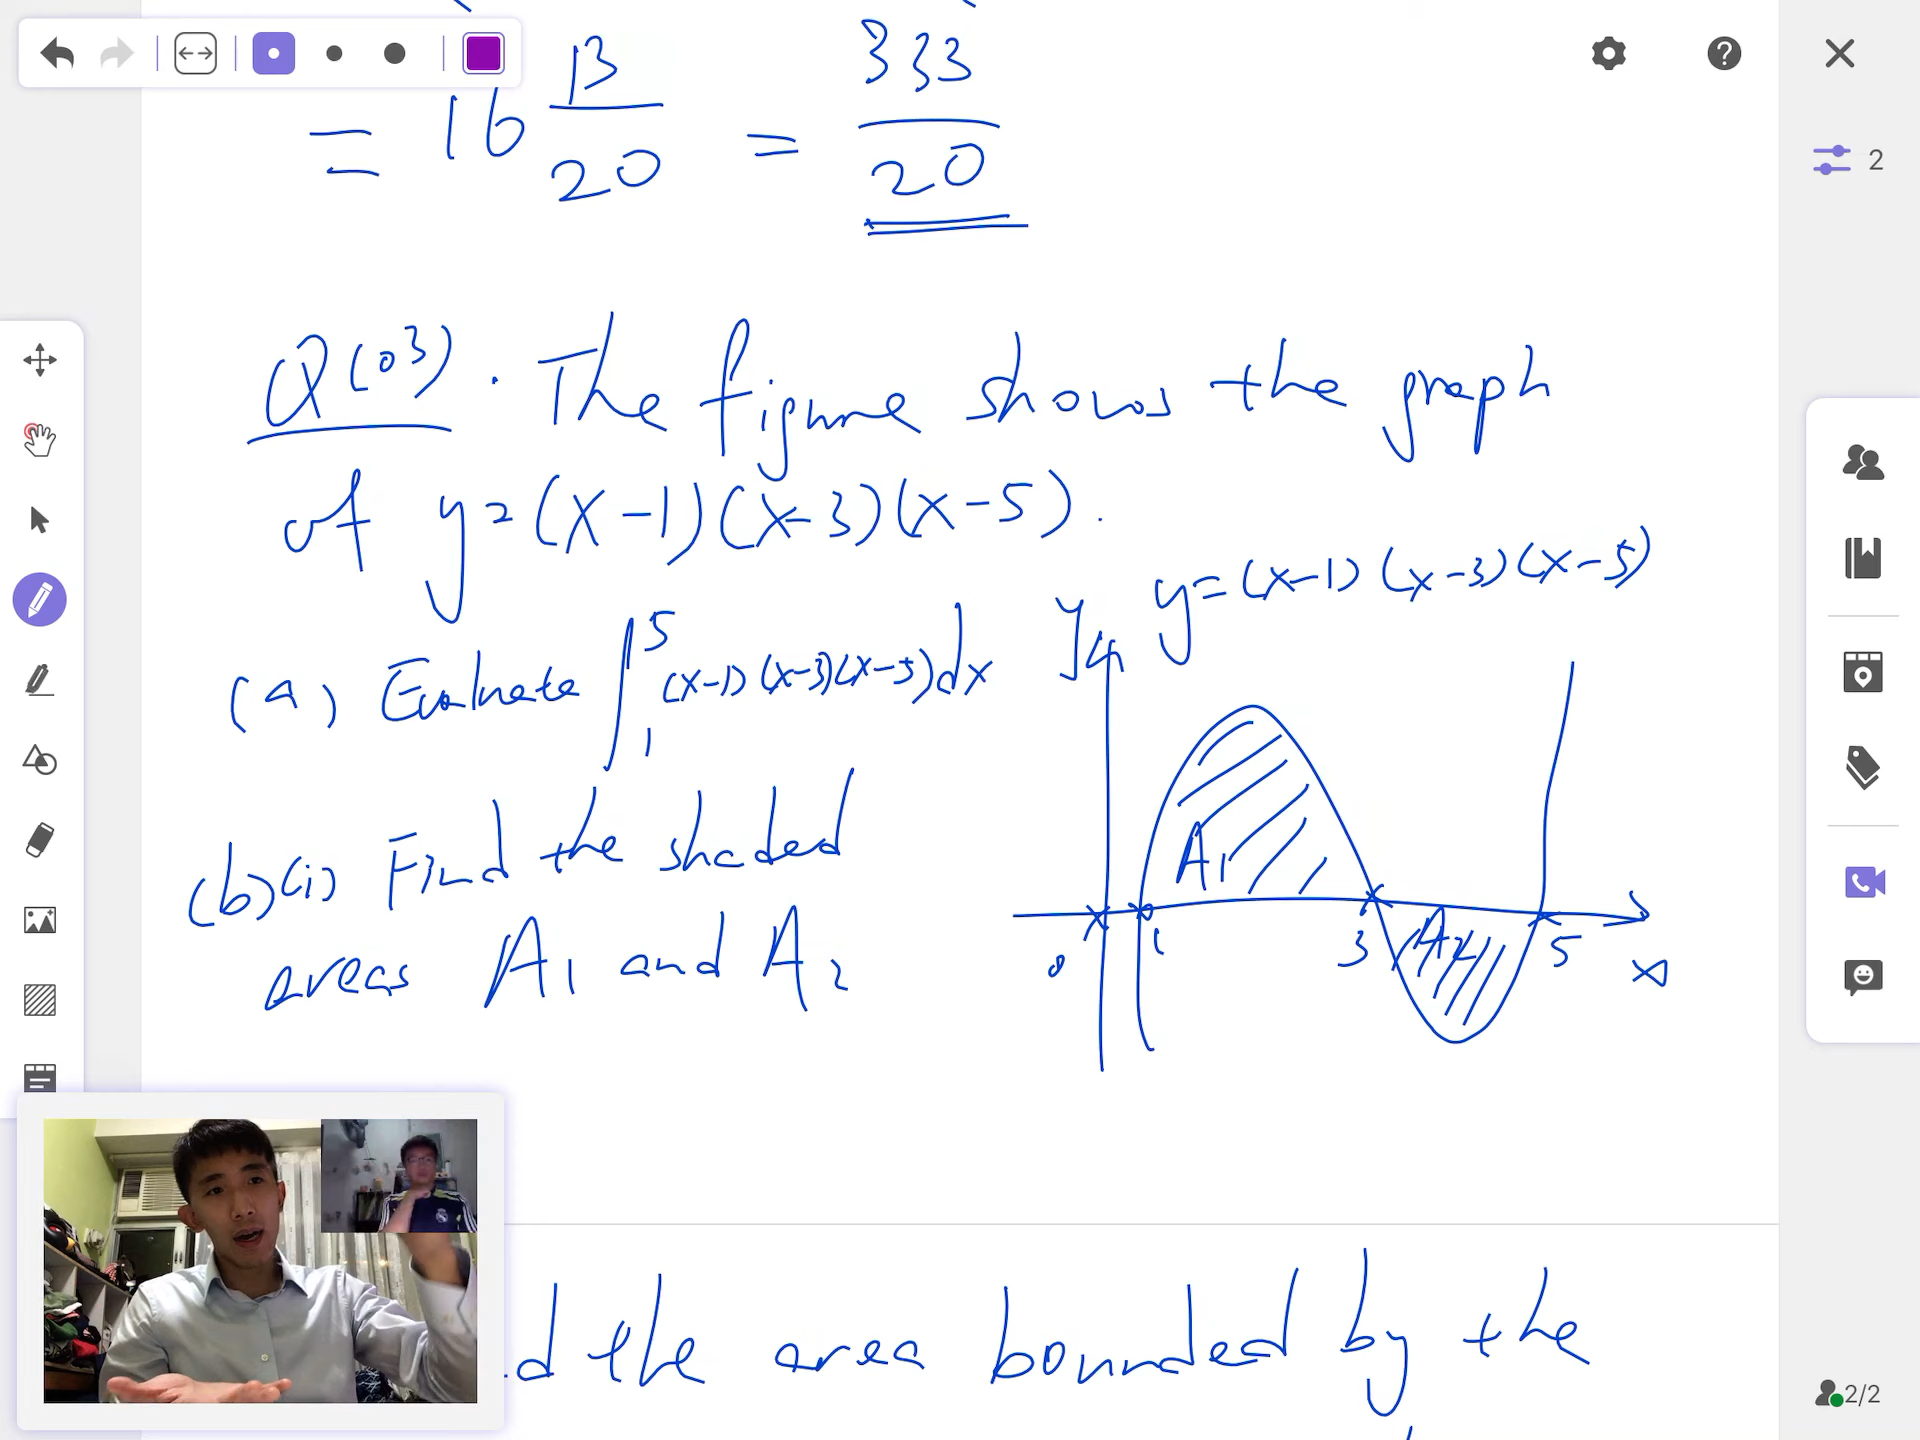 = 16 13/20 = 333/20
Q(03). The figure shows the graph
of y=(x-1)(x-3)(x-5).
y=(x-1)(x-3)(x-5)
(a) Evaluate ∫₁⁵ (x-1)(x-3)(x-5)dx
y
(b)(i) Find the shaded
areas A₁ and A₂
A₁
A₂
0 1 3 5 x
d the area bounded by the
2
2/2